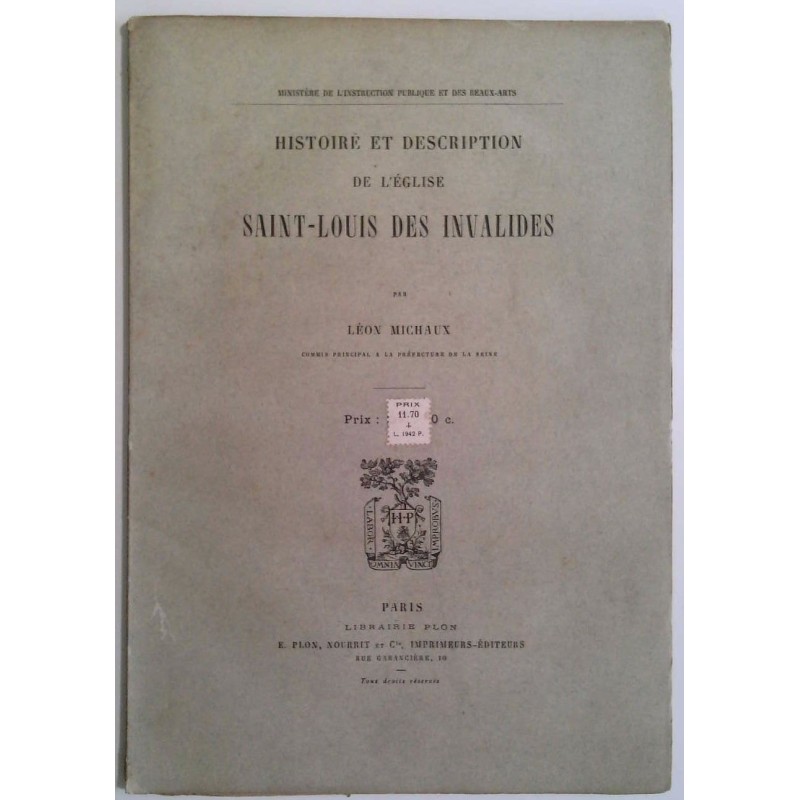 MINISTÈRE DE L'INSTRUCTION PUBLIQUE ET DES BEAUX-ARTS
HISTOIRE ET DESCRIPTION
DE L'ÉGLISE
SAINT-LOUIS DES INVALIDES
PAR
LÉON MICHAUX
COMMIS PRINCIPAL A LA PRÉFECTURE DE LA SEINE
Prix : 0 c.
PRIX
11.70
+
L. 1942 P.
H·P
LABOR
OMNIA VINCIT
IMPROBVS
PARIS
LIBRAIRIE PLON
E. PLON, NOURRIT ET Cie, IMPRIMEURS-ÉDITEURS
RUE GARANCIÈRE, 10
Tous droits réservés